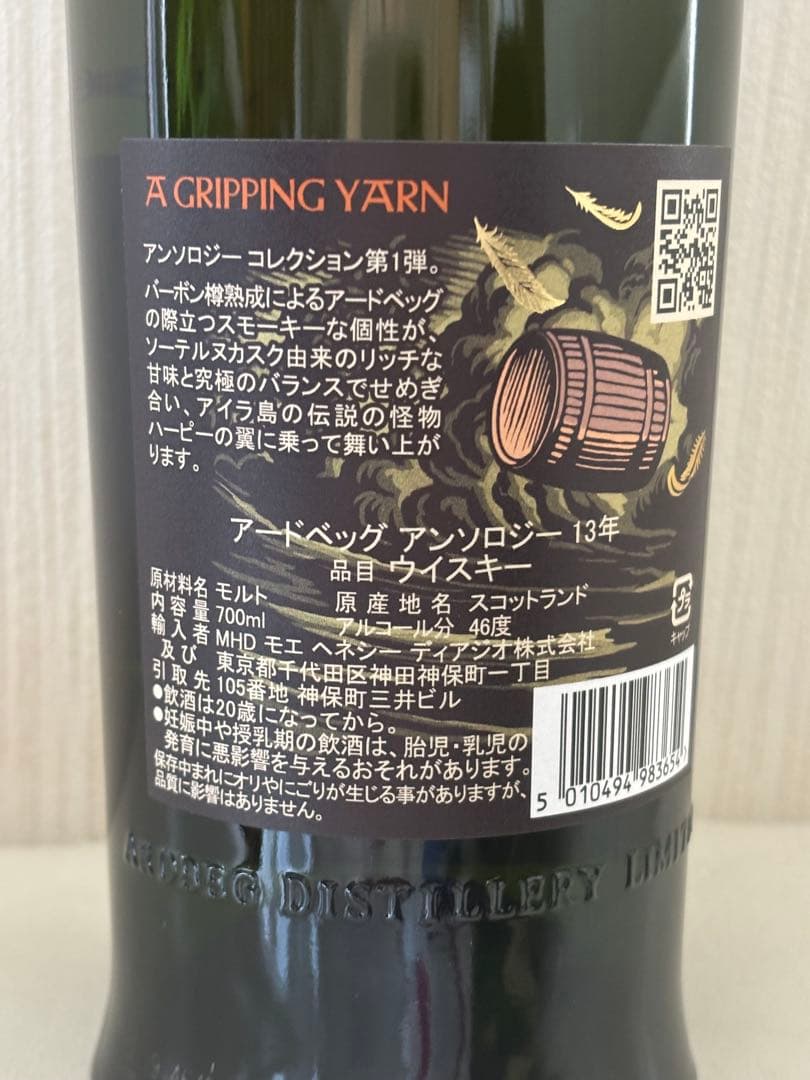 A GRIPPING YARN
アンソロジー コレクション第1弾。
バーボン樽熟成によるアードベッグ
の際立つスモーキーな個性が、
ソーテルヌカスク由来のリッチな
甘味と究極のバランスでせめぎ
合い、アイラ島の伝説の怪物
ハーピーの翼に乗って舞い上が
ります。
アードベッグ アンソロジー 13年
品目 ウイスキー
原材料名 モルト 原産地名 スコットランド
内容量 700ml アルコール分 46度
輸入者 MHD モエ ヘネシー ディアジオ株式会社
及び 東京都千代田区神田神保町一丁目
引取先 105番地 神保町三井ビル
キャップ
●飲酒は20歳になってから。
●妊娠中や授乳期の飲酒は、胎児・乳児の
発育に悪影響を与えるおそれがあります。
保存中まれにオリやにごりが生じる事がありますが、
品質に影響はありません。
5 010494 983654
ARDBEG DISTILLERY LIMITE